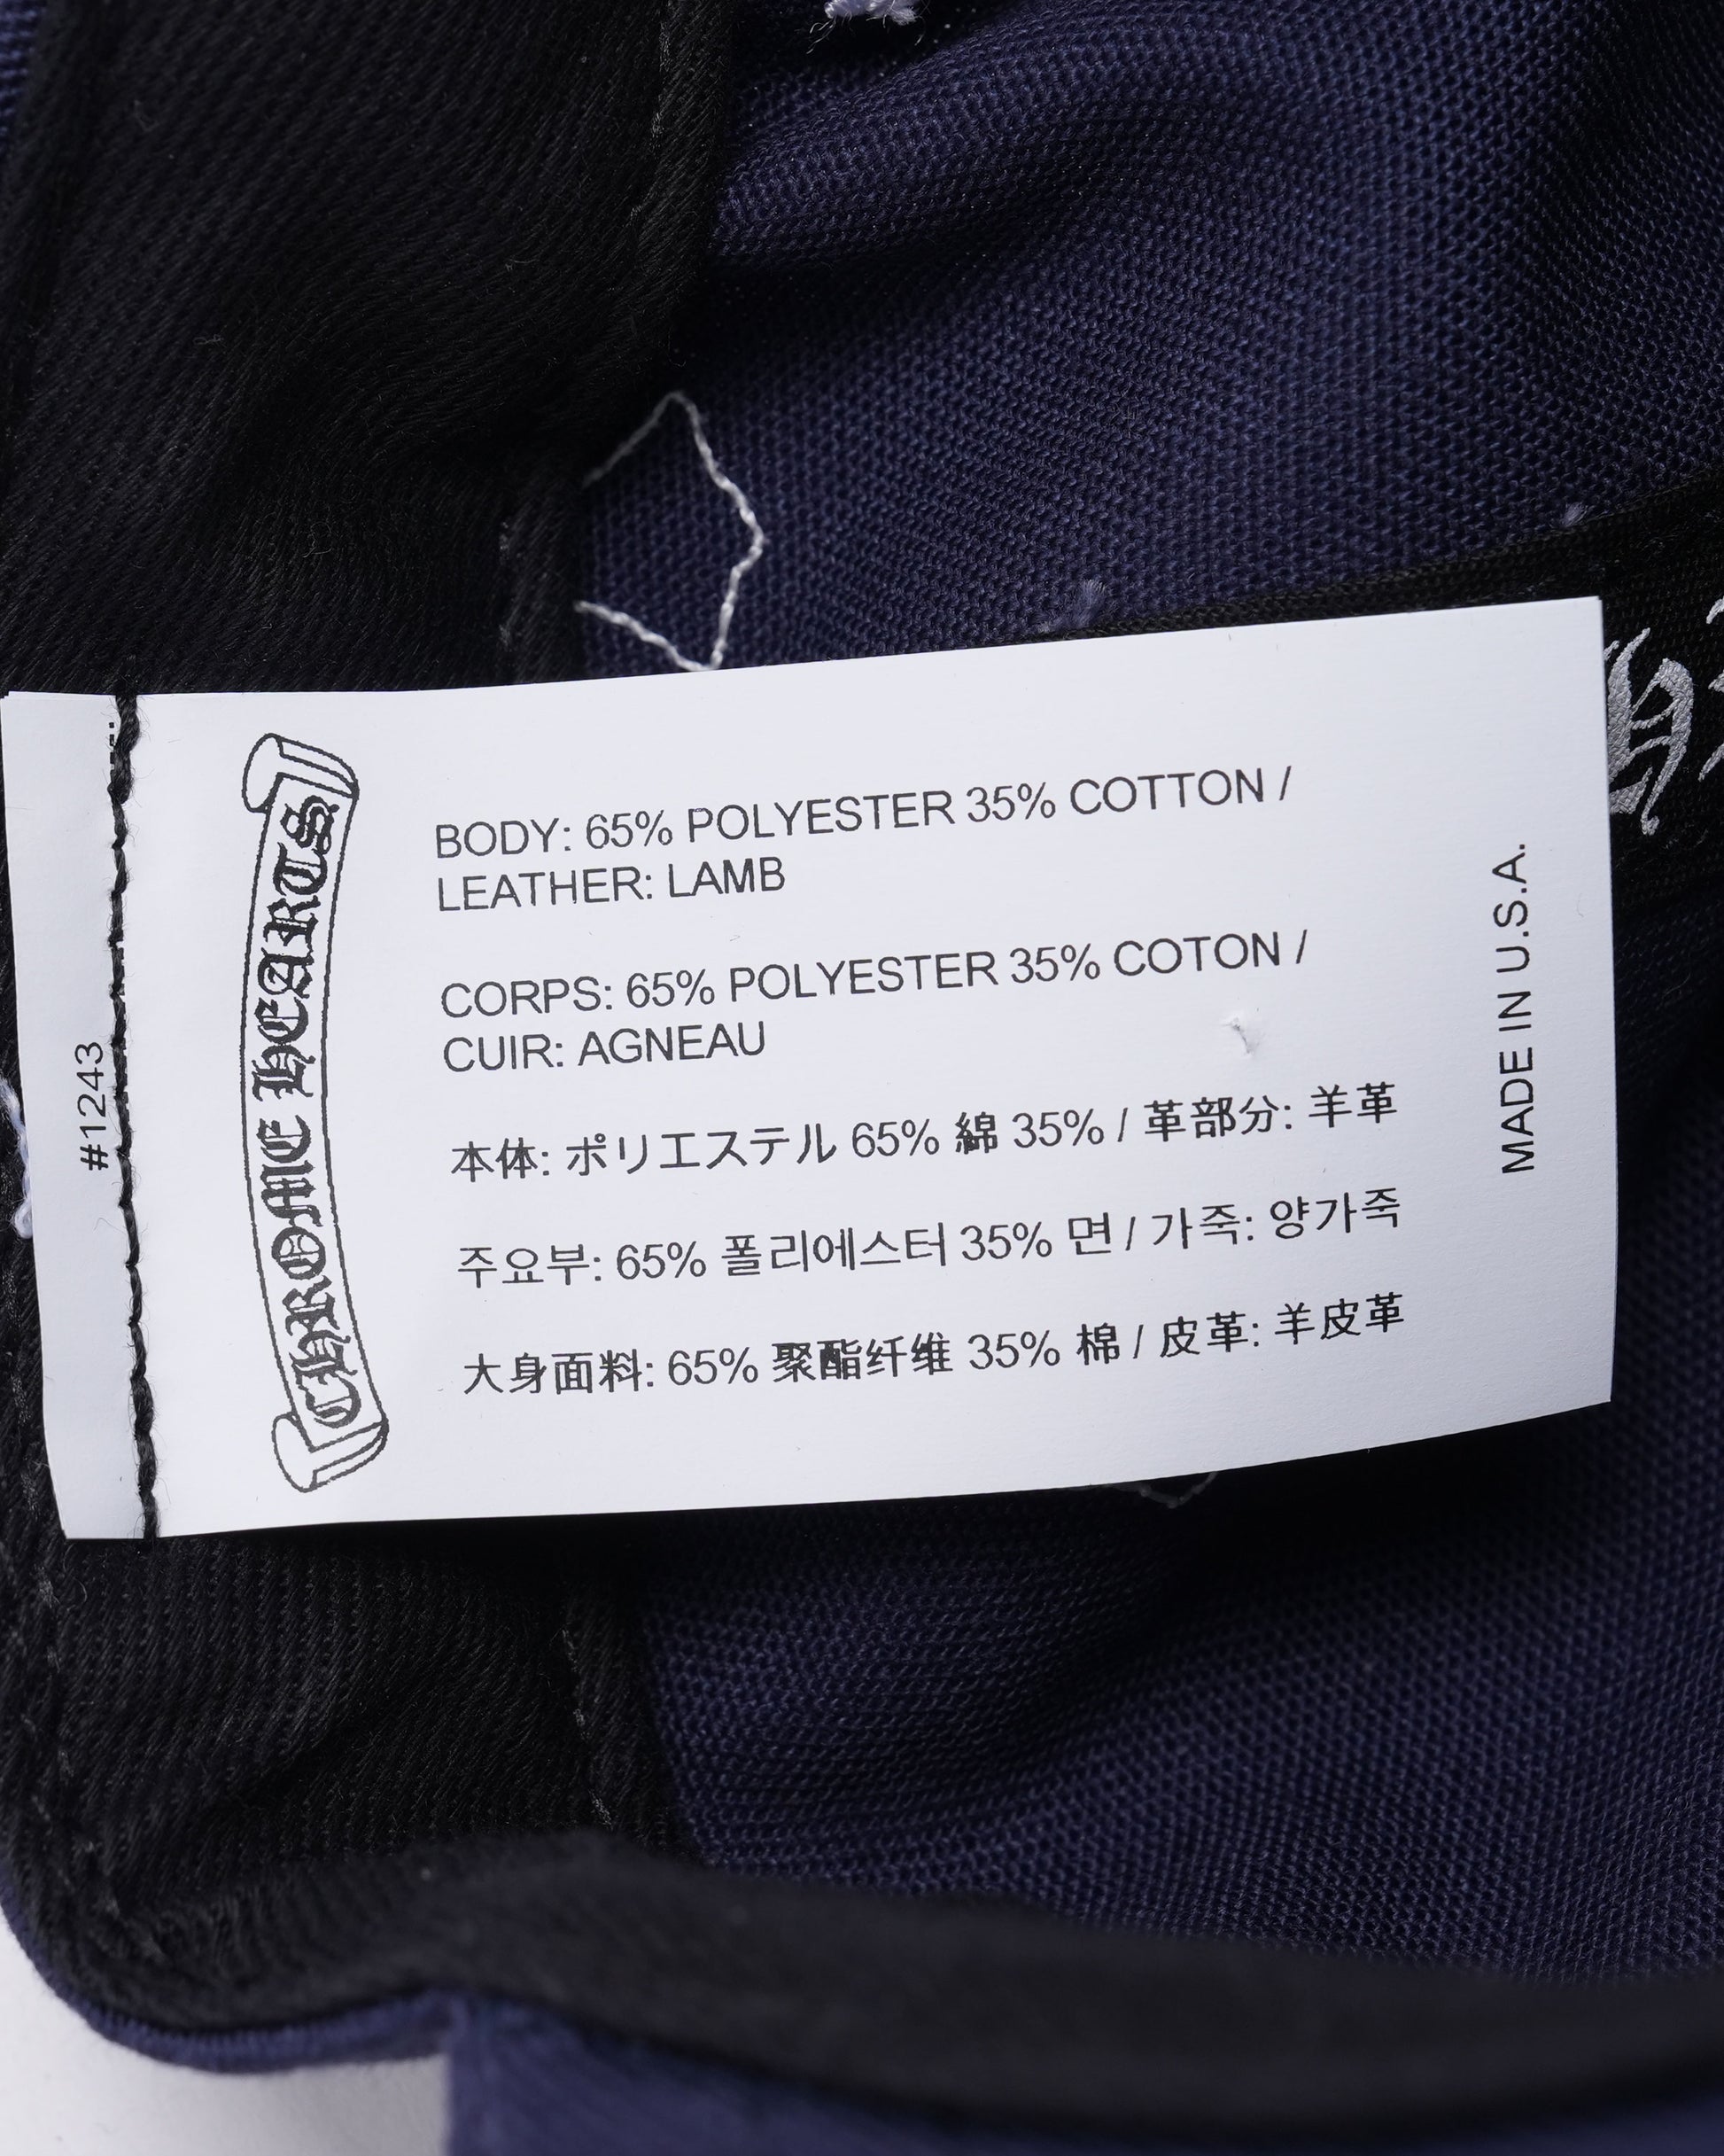 #1243
CHROME HEARTS
BODY: 65% POLYESTER 35% COTTON /
LEATHER: LAMB
CORPS: 65% POLYESTER 35% COTON /
CUIR: AGNEAU
本体: ポリエステル 65% 綿 35% / 革部分: 羊革
주요부: 65% 폴리에스터 35% 면 / 가죽: 양가죽
大身面料: 65% 聚酯纤维 35% 棉 / 皮革: 羊皮革
MADE IN U.S.A.